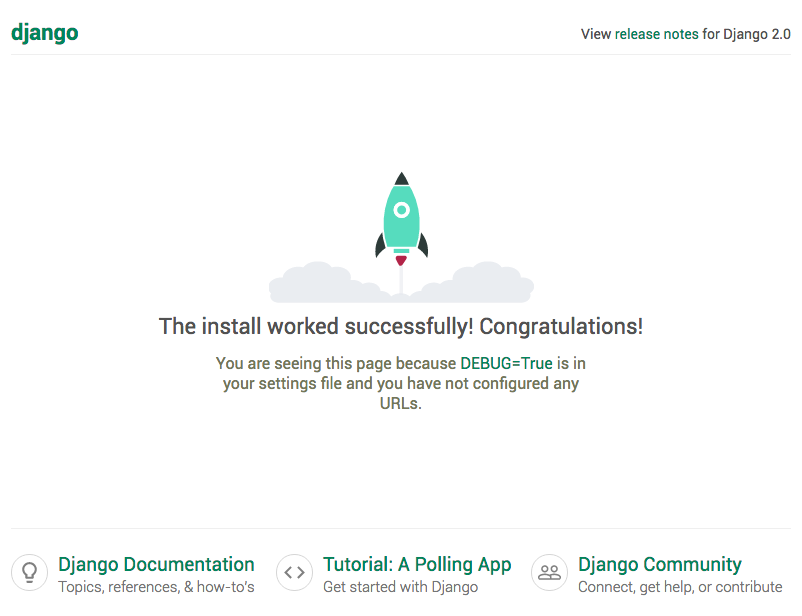 django
View release notes for Django 2.0
The install worked successfully! Congratulations!
You are seeing this page because DEBUG=True is in
your settings file and you have not configured any
URLs.
Django Documentation
Topics, references, & how-to's
Tutorial: A Polling App
Get started with Django
Django Community
Connect, get help, or contribute